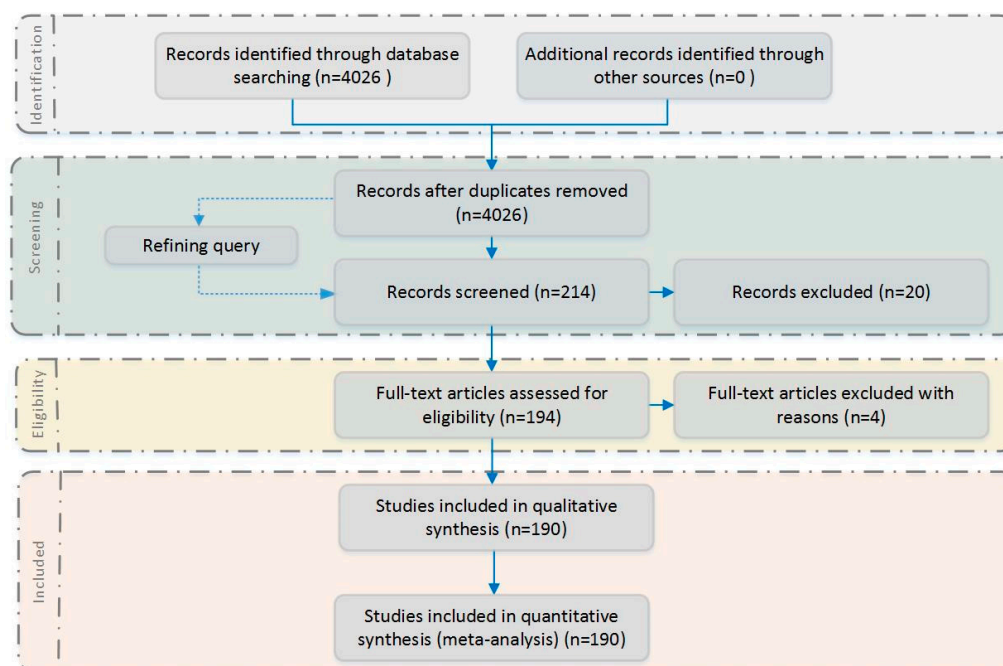 Identification
Records identified through database
searching (n=4026 )
Additional records identified through
other sources (n=0 )
Screening
Records after duplicates removed
(n=4026)
Refining query
Records screened (n=214)
Records excluded (n=20)
Eligibility
Full-text articles assessed for
eligibility (n=194)
Full-text articles excluded with
reasons (n=4)
Included
Studies included in qualitative
synthesis (n=190)
Studies included in quantitative
synthesis (meta-analysis) (n=190)